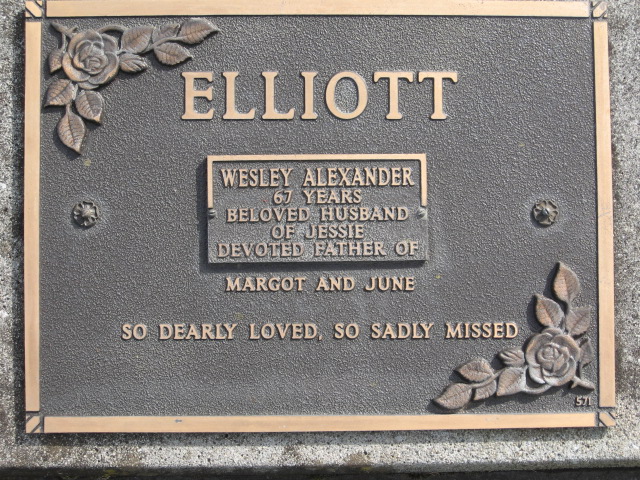 ELLIOTT
WESLEY ALEXANDER
67 YEARS
BELOVED HUSBAND
OF JESSIE
DEVOTED FATHER OF
MARGOT AND JUNE
SO DEARLY LOVED, SO SADLY MISSED
571